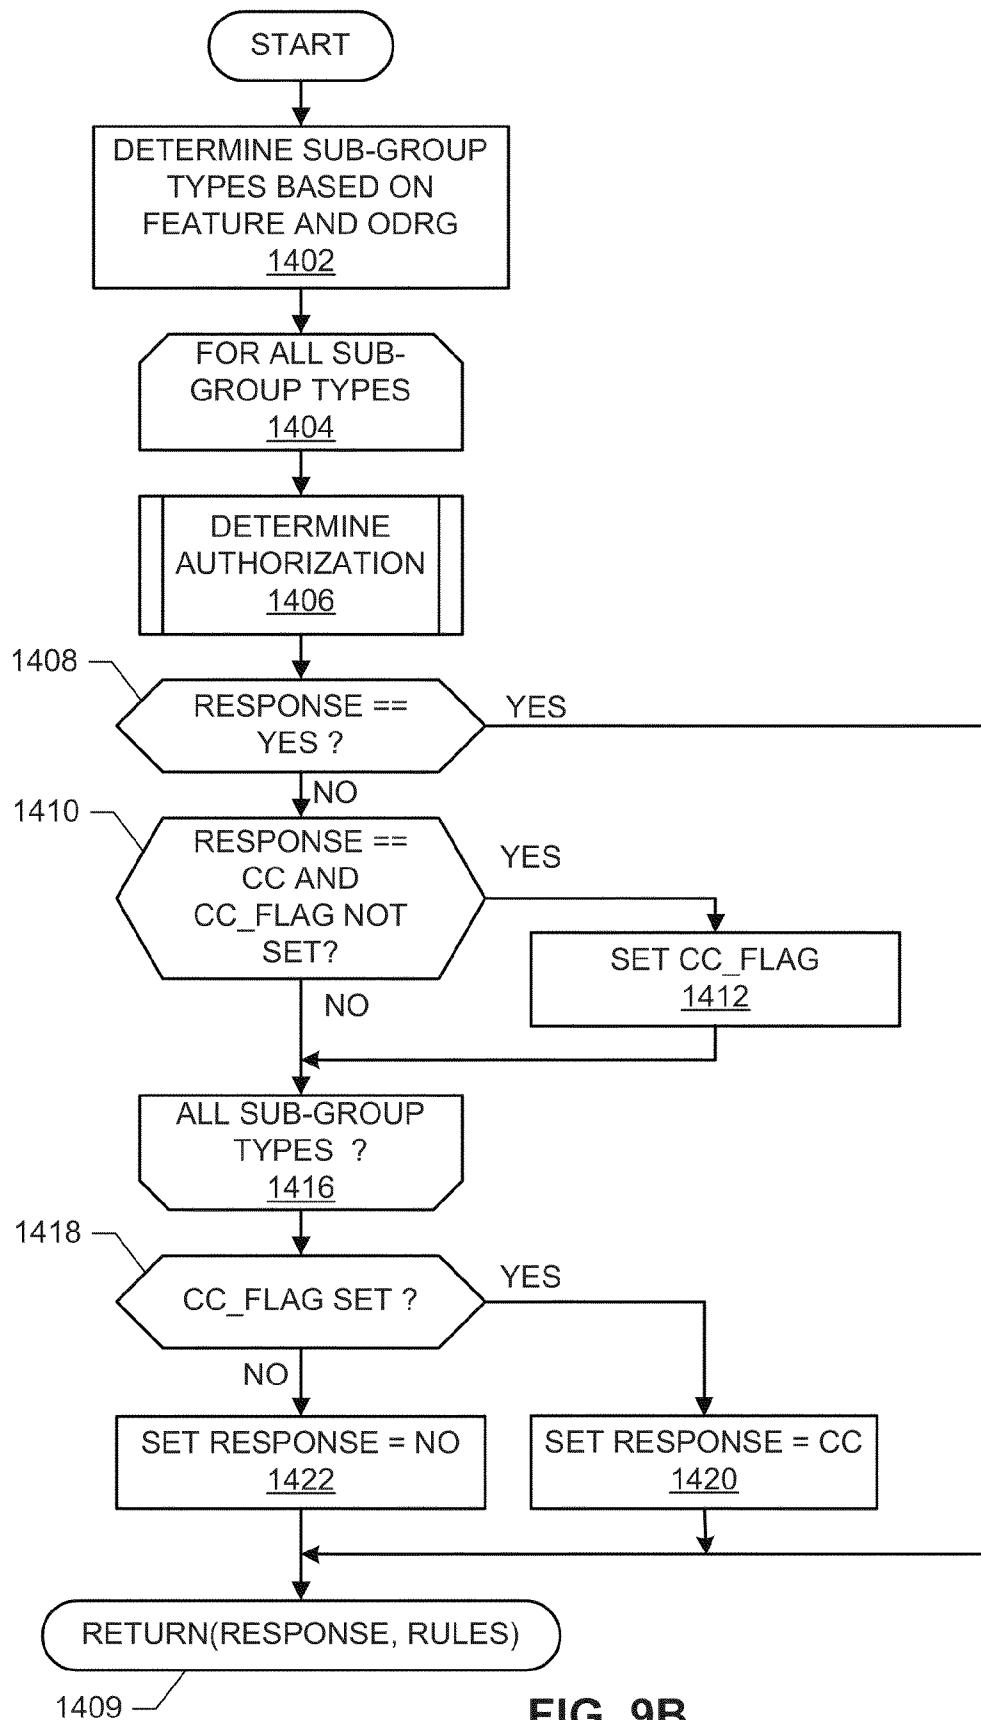 START
DETERMINE SUB-GROUP
TYPES BASED ON
FEATURE AND ODRG
1402
FOR ALL SUB-
GROUP TYPES
1404
DETERMINE
AUTHORIZATION
1406
1408
RESPONSE ==
YES ?
YES
NO
1410
RESPONSE ==
CC AND
CC_FLAG NOT
SET?
YES
SET CC_FLAG
1412
NO
ALL SUB-GROUP
TYPES ?
1416
1418
CC_FLAG SET ?
YES
NO
SET RESPONSE = NO
1422
SET RESPONSE = CC
1420
RETURN(RESPONSE, RULES)
1409
FIG. 9B